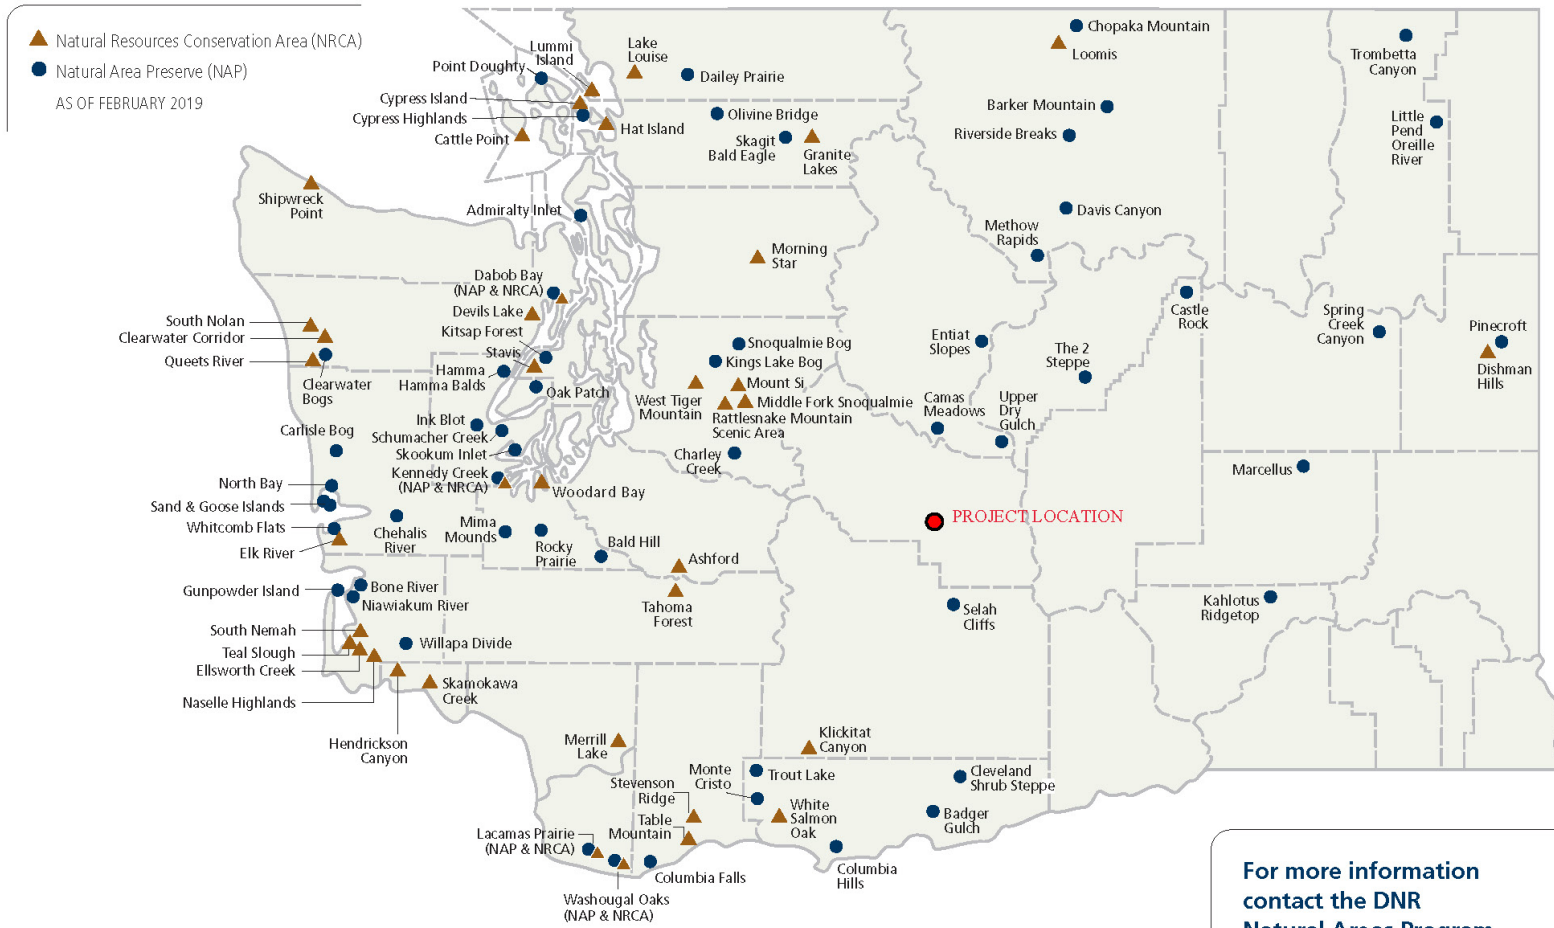 Natural Resources Conservation Area (NRCA)
Natural Area Preserve (NAP)
AS OF FEBRUARY 2019
Chopaka Mountain
Loomis
Trombetta
Canyon
Lummi
Island
Lake
Louise
Point Doughty
Dailey Prairie
Cypress Island
Cypress Highlands
Hat Island
Cattle Point
Olivine Bridge
Skagit
Bald Eagle
Granite
Lakes
Barker Mountain
Riverside Breaks
Little
Pend
Oreille
River
Shipwreck
Point
Admiralty Inlet
Davis Canyon
Methow
Rapids
Morning
Star
Dabob Bay
(NAP & NRCA)
Devils Lake
Kitsap Forest
Stavis
Hamma
Hamma Balds
Oak Patch
South Nolan
Clearwater Corridor
Queets River
Clearwater
Bogs
Carlisle Bog
Ink Blot
Schumacher Creek
Skookum Inlet
Kennedy Creek
(NAP & NRCA)
Woodard Bay
Snoqualmie Bog
Kings Lake Bog
Mount Si
West Tiger
Mountain
Middle Fork Snoqualmie
Rattlesnake Mountain
Scenic Area
Charley
Creek
Entiat
Slopes
The 2
Steppe
Castle
Rock
Camas
Meadows
Upper
Dry
Gulch
Spring
Creek
Canyon
Pinecroft
Dishman
Hills
Marcellus
North Bay
Sand & Goose Islands
Whitcomb Flats
Elk River
Chehalis
River
Mima
Mounds
Rocky
Prairie
Bald Hill
Ashford
Tahoma
Forest
PROJECT LOCATION
Selah
Cliffs
Kahlotus
Ridgetop
Gunpowder Island
Bone River
Niawiakum River
South Nemah
Teal Slough
Ellsworth Creek
Naselle Highlands
Willapa Divide
Skamokawa
Creek
Hendrickson
Canyon
Merrill
Lake
Klickitat
Canyon
Monte
Cristo
Trout Lake
Stevenson
Ridge
Table
Mountain
White
Salmon
Oak
Cleveland
Shrub Steppe
Badger
Gulch
Lacamas Prairie
(NAP & NRCA)
Columbia Falls
Columbia
Hills
Washougal Oaks
(NAP & NRCA)
For more information
contact the DNR
Natural Areas Program